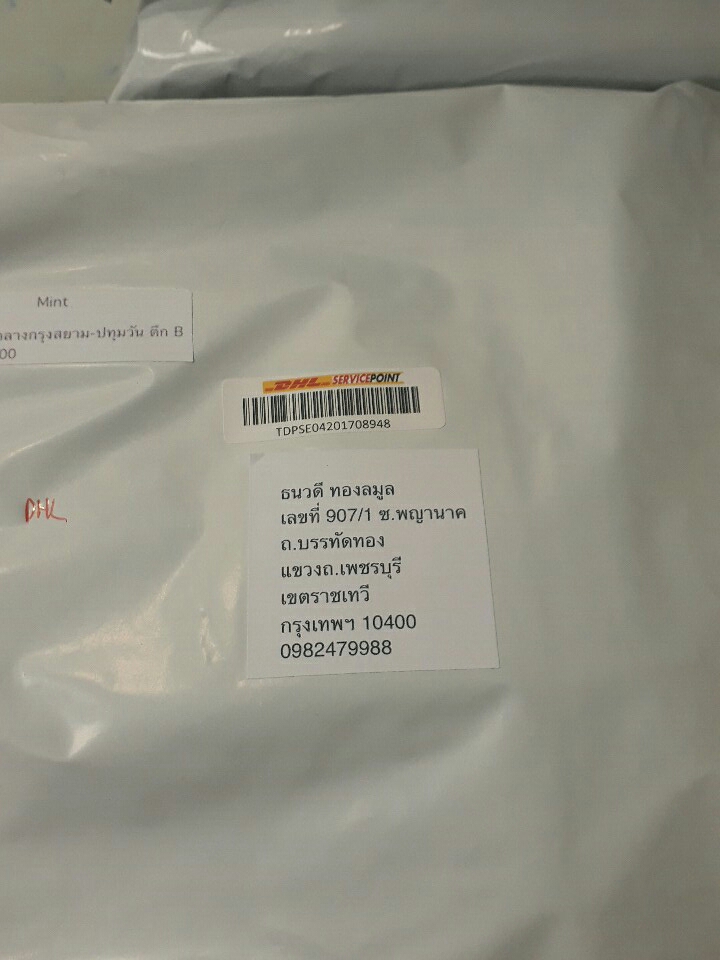 Mint
ลางกรุงสยาม-ปทุมวัน ตึก B
00
DHL SERVICEPOINT
TDPSE04201708948
DHL
ธนวดี ทองลมูล
เลขที่ 907/1 ซ.พญานาค
ถ.บรรทัดทอง
แขวงถ.เพชรบุรี
เขตราชเทวี
กรุงเทพฯ 10400
0982479988